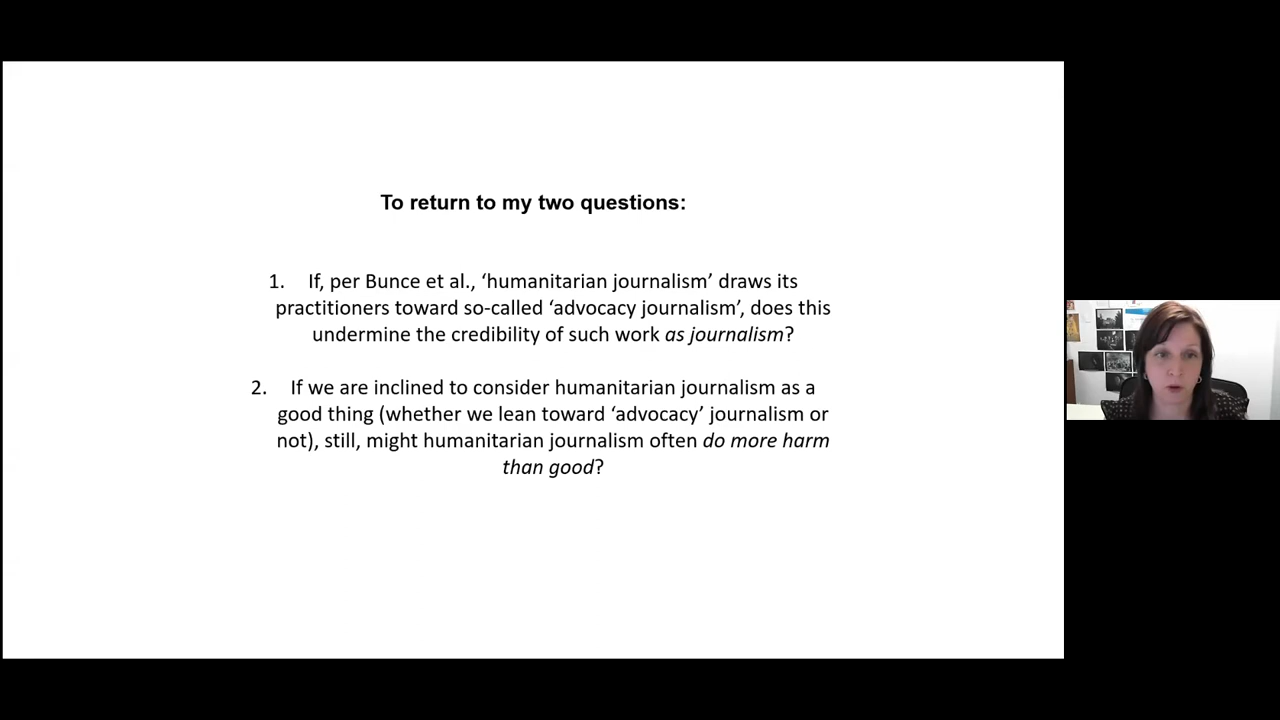 To return to my two questions:
1. If, per Bunce et al., ‘humanitarian journalism’ draws its
practitioners toward so-called ‘advocacy journalism’, does this
undermine the credibility of such work as journalism?
2. If we are inclined to consider humanitarian journalism as a
good thing (whether we lean toward ‘advocacy’ journalism or
not), still, might humanitarian journalism often do more harm
than good?